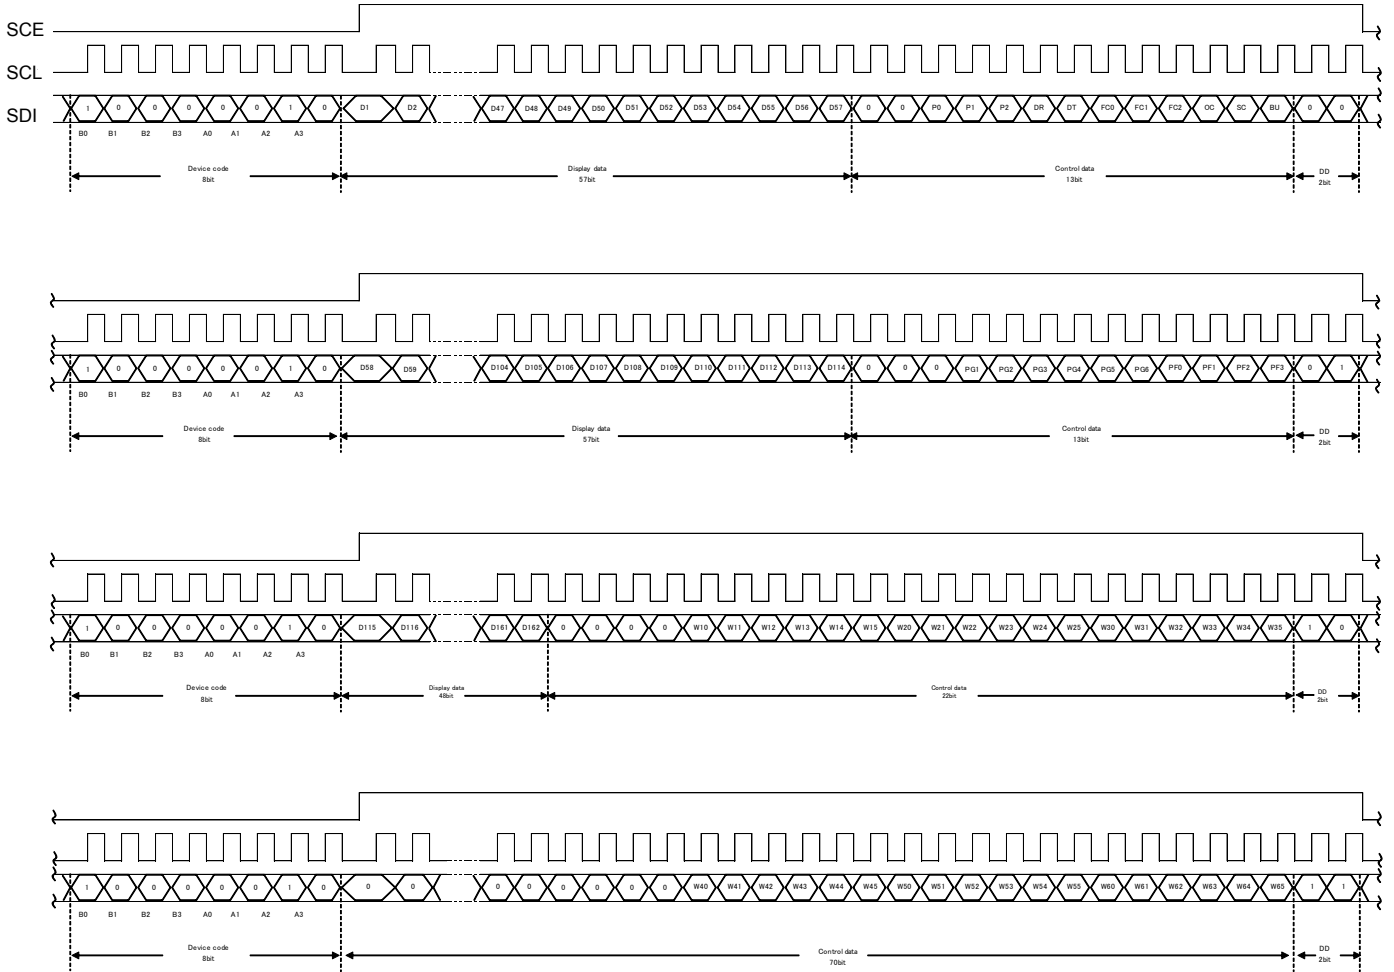 SCE
SCL
SDI 1 0 0 0 0 0 1 0 D1 D2 D47 D48 D49 D50 D51 D52 D53 D54 D55 D56 D57 0 0 P0 P1 P2 DR DT FC0 FC1 FC2 OC SC BU 0 0
B0 B1 B2 B3 A0 A1 A2 A3
Device code Display data Control data DD
8bit 57bit 13bit 2bit
1 0 0 0 0 0 1 0 D58 D59 D104 D105 D106 D107 D108 D109 D110 D111 D112 D113 D114 0 0 0 PG1 PG2 PG3 PG4 PG5 PG6 PF0 PF1 PF2 PF3 0 1
B0 B1 B2 B3 A0 A1 A2 A3
Device code Display data Control data DD
8bit 57bit 13bit 2bit
1 0 0 0 0 0 1 0 D115 D116 D161 D162 0 0 0 0 W10 W11 W12 W13 W14 W15 W20 W21 W22 W23 W24 W25 W30 W31 W32 W33 W34 W35 1 0
B0 B1 B2 B3 A0 A1 A2 A3
Device code Display data Control data DD
8bit 48bit 22bit 2bit
1 0 0 0 0 0 1 0 0 0 0 0 0 0 0 0 W40 W41 W42 W43 W44 W45 W50 W51 W52 W53 W54 W55 W60 W61 W62 W63 W64 W65 1 1
B0 B1 B2 B3 A0 A1 A2 A3
Device code Control data DD
8bit 70bit 2bit